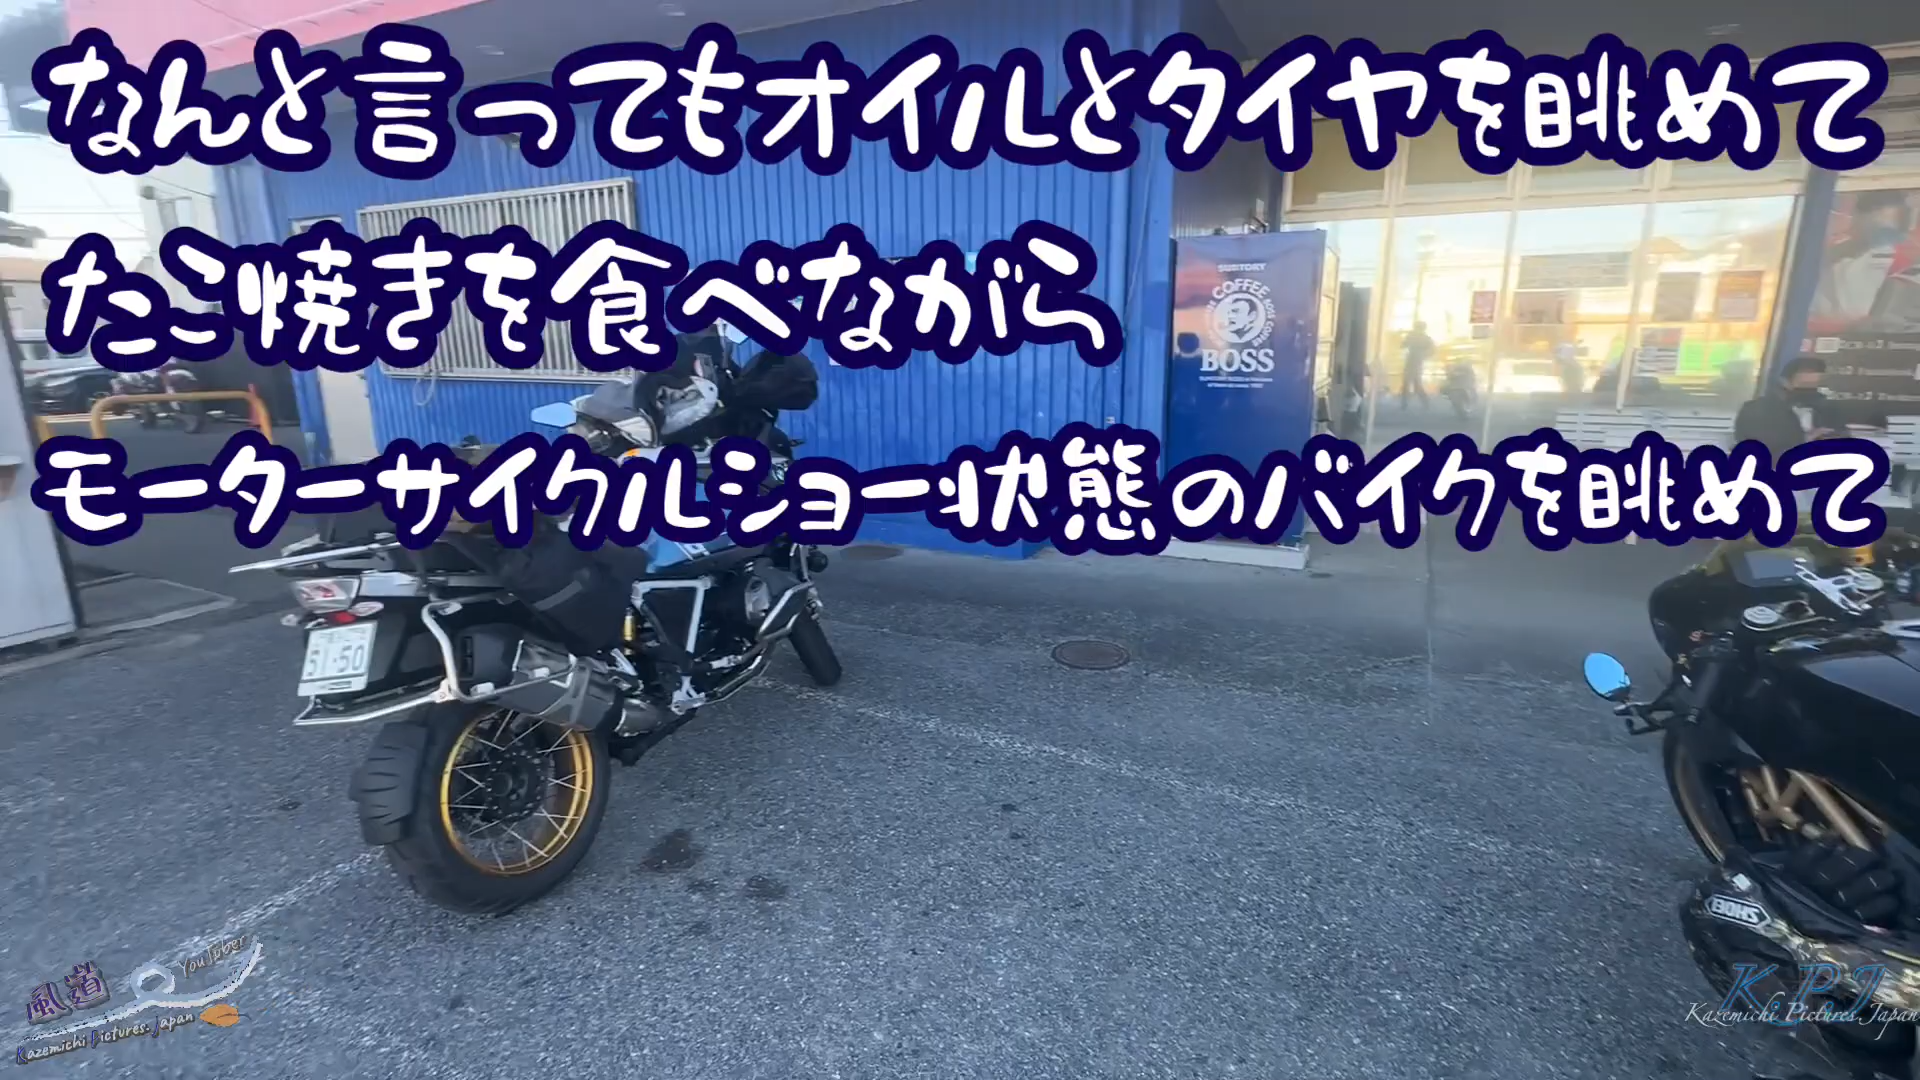 なんと言ってもオイルとタイヤを眺めて
たこ焼きを食べながら
モーターサイクルショー状態のバイクを眺めて
SUNTORY
COFFEE
BOSS
51-50
SHOEI
風道
YouTuber
Kazemichi Pictures. Japan
K.P.J
Kazemichi Pictures. Japan